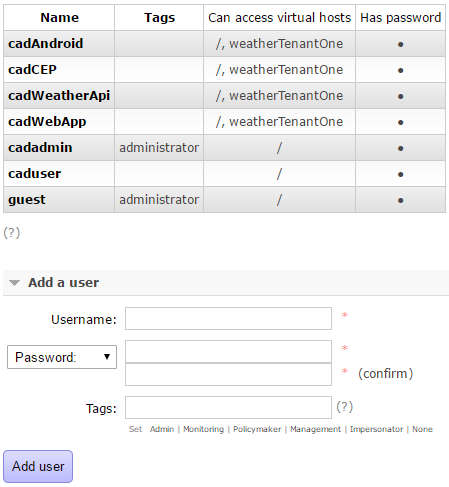 Name Tags Can access virtual hosts Has password
cadAndroid /, weatherTenantOne •
cadCEP /, weatherTenantOne •
cadWeatherApi /, weatherTenantOne •
cadWebApp /, weatherTenantOne •
cadadmin administrator / •
caduser / •
guest administrator / •
(?)
Add a user
Username: *
Password: *
* (confirm)
Tags: (?)
Set Admin | Monitoring | Policymaker | Management | Impersonator | None
Add user